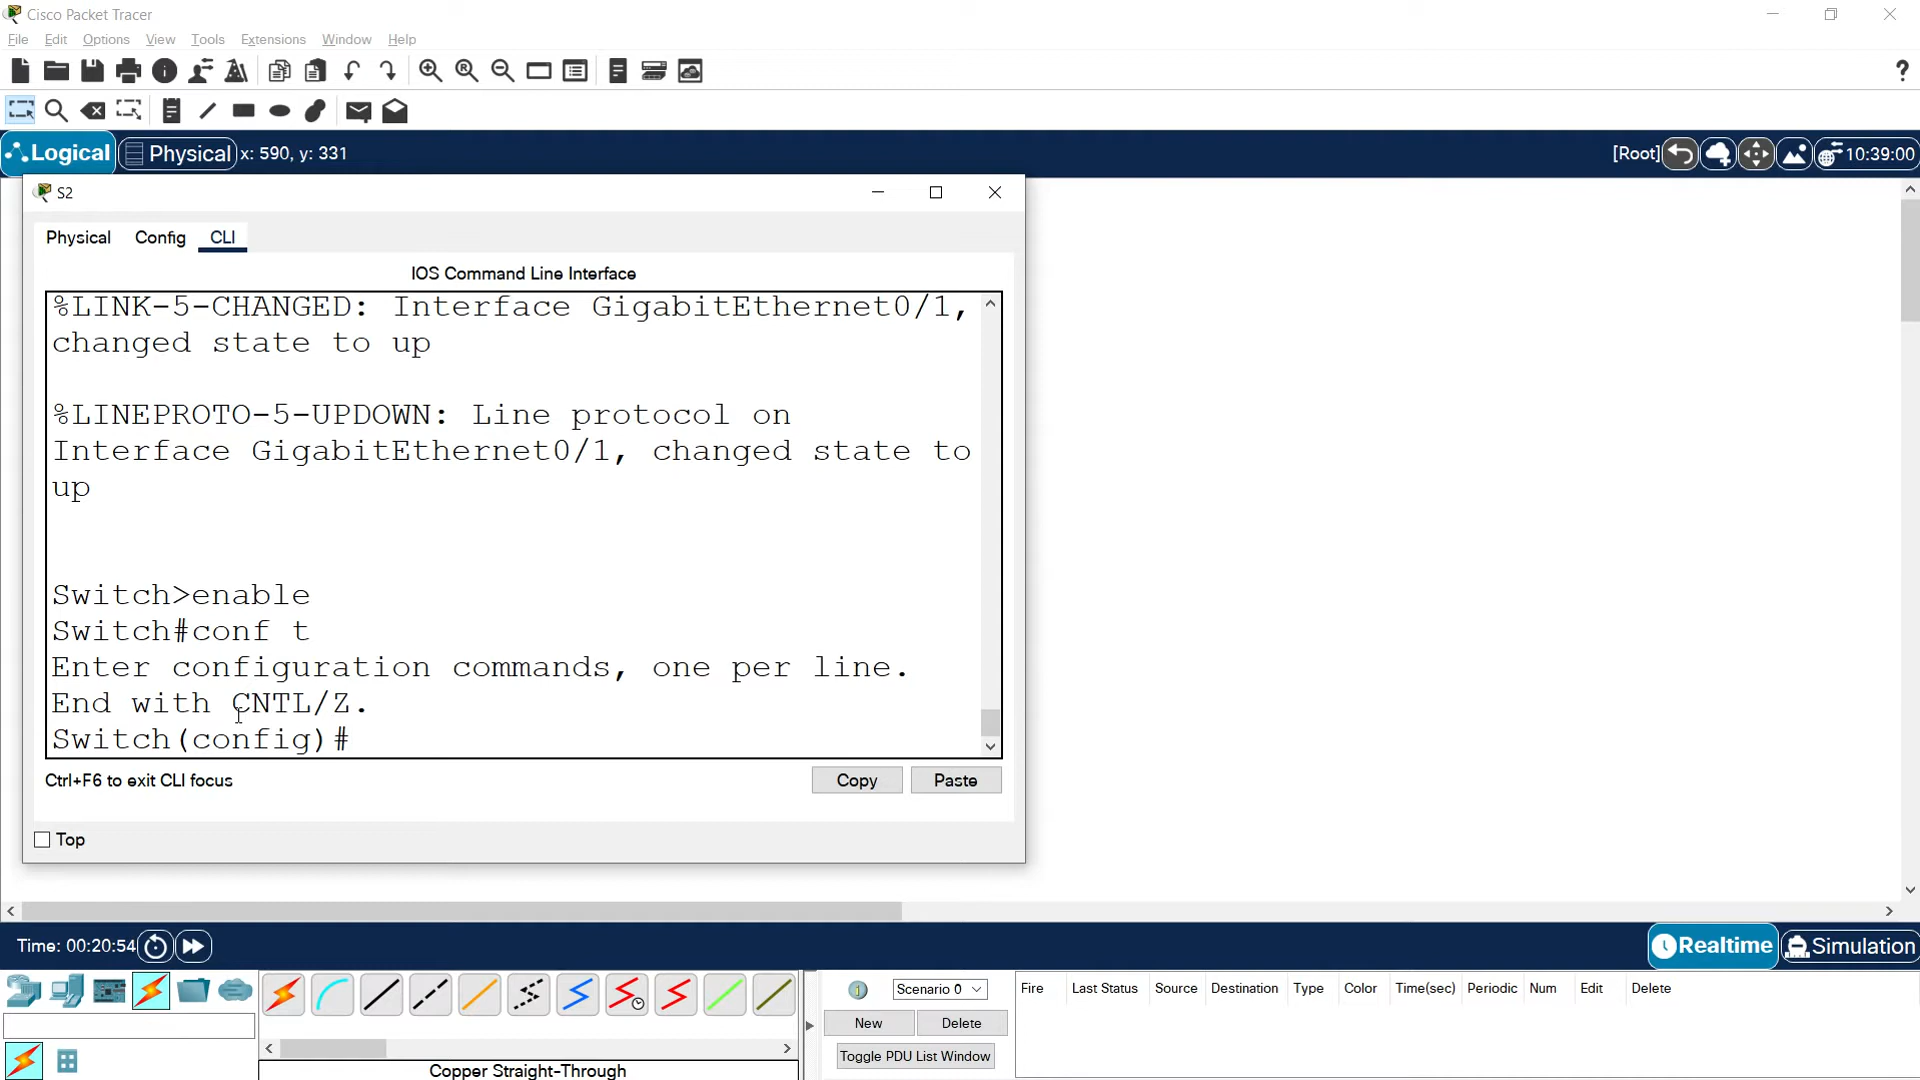 Cisco Packet Tracer
File Edit Options View Tools Extensions Window Help
?
Logical Physical x: 590, y: 331 [Root] 10:39:00
S2
Physical Config CLI
IOS Command Line Interface
%LINK-5-CHANGED: Interface GigabitEthernet0/1,
changed state to up
%LINEPROTO-5-UPDOWN: Line protocol on
Interface GigabitEthernet0/1, changed state to
up
Switch>enable
Switch#conf t
Enter configuration commands, one per line.
End with CNTL/Z.
Switch(config)#
Ctrl+F6 to exit CLI focus Copy Paste
Top
Time: 00:20:54 Realtime Simulation
Scenario 0 Fire Last Status Source Destination Type Color Time(sec) Periodic Num Edit Delete
New Delete
Toggle PDU List Window
Copper Straight-Through